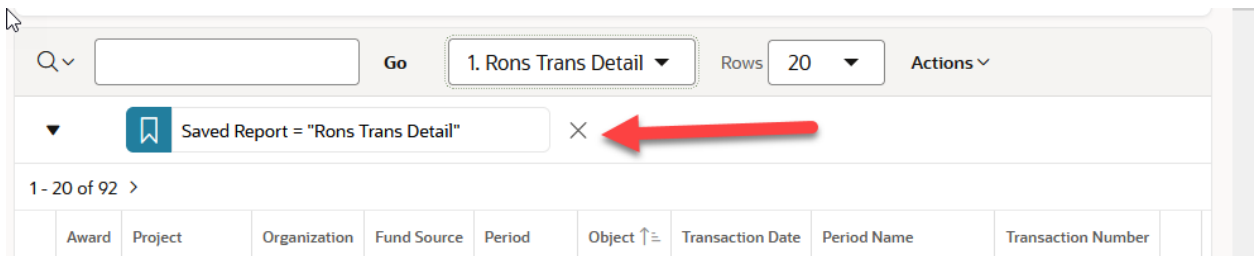 Go 1. Rons Trans Detail Rows 20 Actions
Saved Report = "Rons Trans Detail"
1 - 20 of 92 >
Award Project Organization Fund Source Period Object Transaction Date Period Name Transaction Number